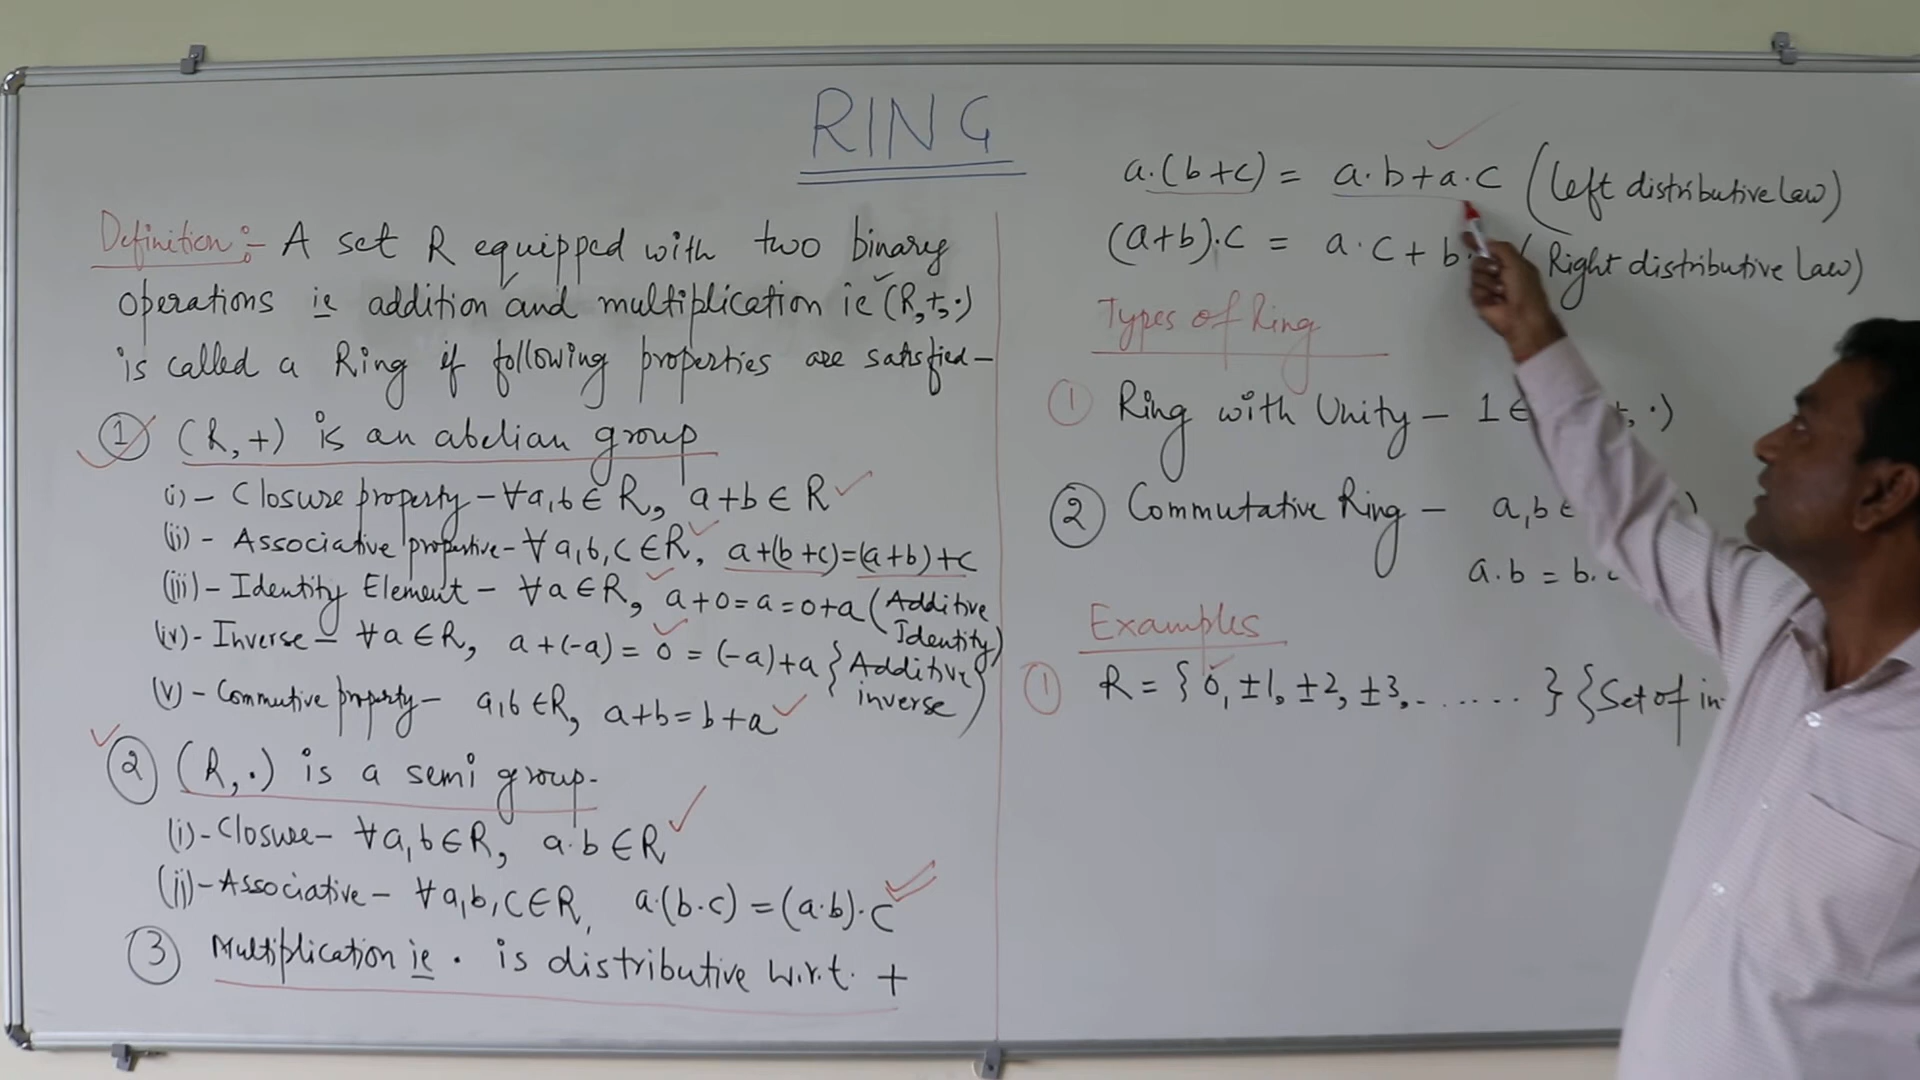 RING
Definition:- A set R equipped with two binary
operations ie addition and multiplication ie (R,+,·)
is called a Ring if following properties are satisfied -
① (R,+) is an abelian group
(i) - Closure property - ∀a,b∈R, a+b∈R
(ii) - Associative propertive - ∀a,b,c∈R, a+(b+c)=(a+b)+c
(iii) - Identity Element - ∀a∈R, a+0=a=0+a (Additive
Identity)
(iv) - Inverse - ∀a∈R, a+(-a)=0=(-a)+a {Additive
inverse)
(v) - Commutive property - a,b∈R, a+b=b+a
② (R,·) is a semi group.
(i) - Closure - ∀a,b∈R, a·b∈R
(ii) - Associative - ∀a,b,c∈R, a·(b·c)=(a·b)·c
③ Multiplication ie · is distributive w.r.t. +
a·(b+c) = a·b+a·c (left distributive law)
(a+b)·c = a·c + b· (Right distributive law)
Types of Ring
① Ring with Unity - 1∈ +, ·)
② Commutative Ring - a,b∈ )
a·b = b·
Examples
① R = { 0, ±1, ±2, ±3, ....... } {Set of in